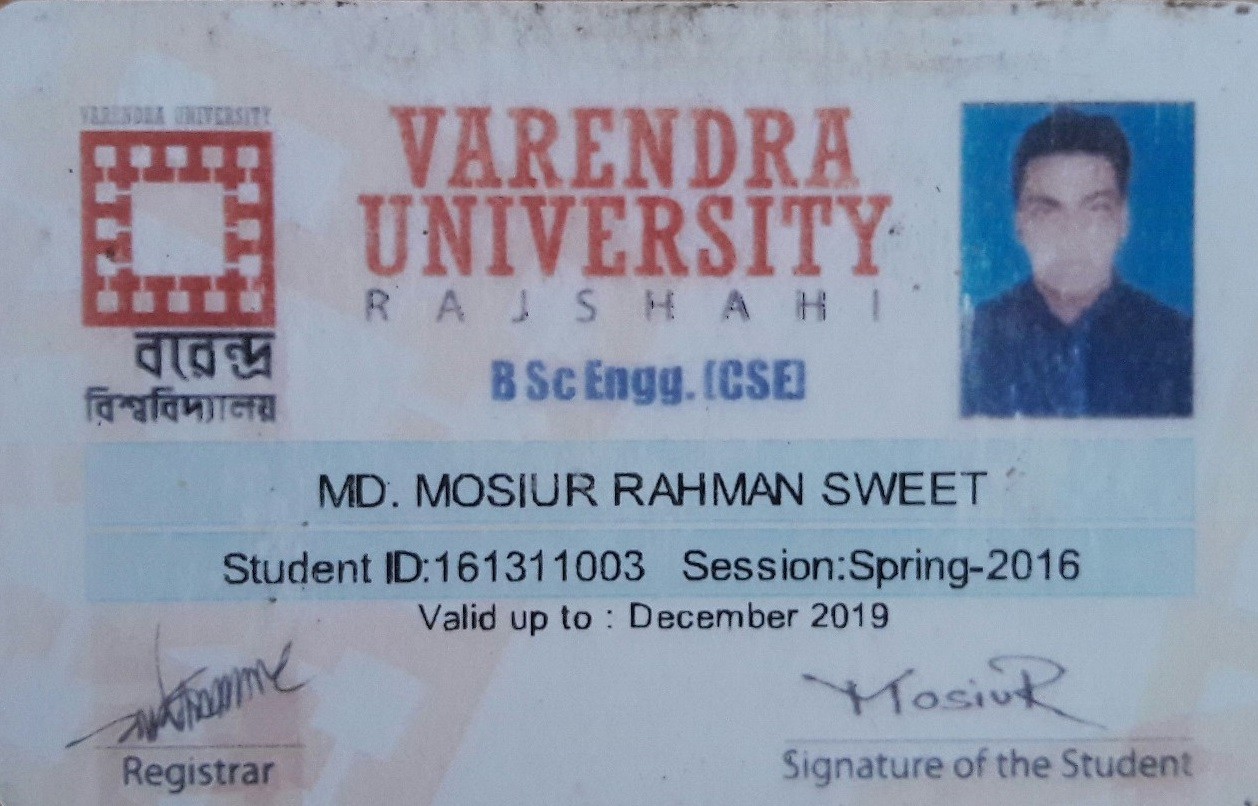 VARENDRA UNIVERSITY
বরেন্দ্র
বিশ্ববিদ্যালয়
VARENDRA
UNIVERSITY
RAJSHAHI
B Sc Engg. (CSE)
MD. MOSIUR RAHMAN SWEET
Student ID:161311003 Session:Spring-2016
Valid up to : December 2019
Registrar
MosiuR
Signature of the Student